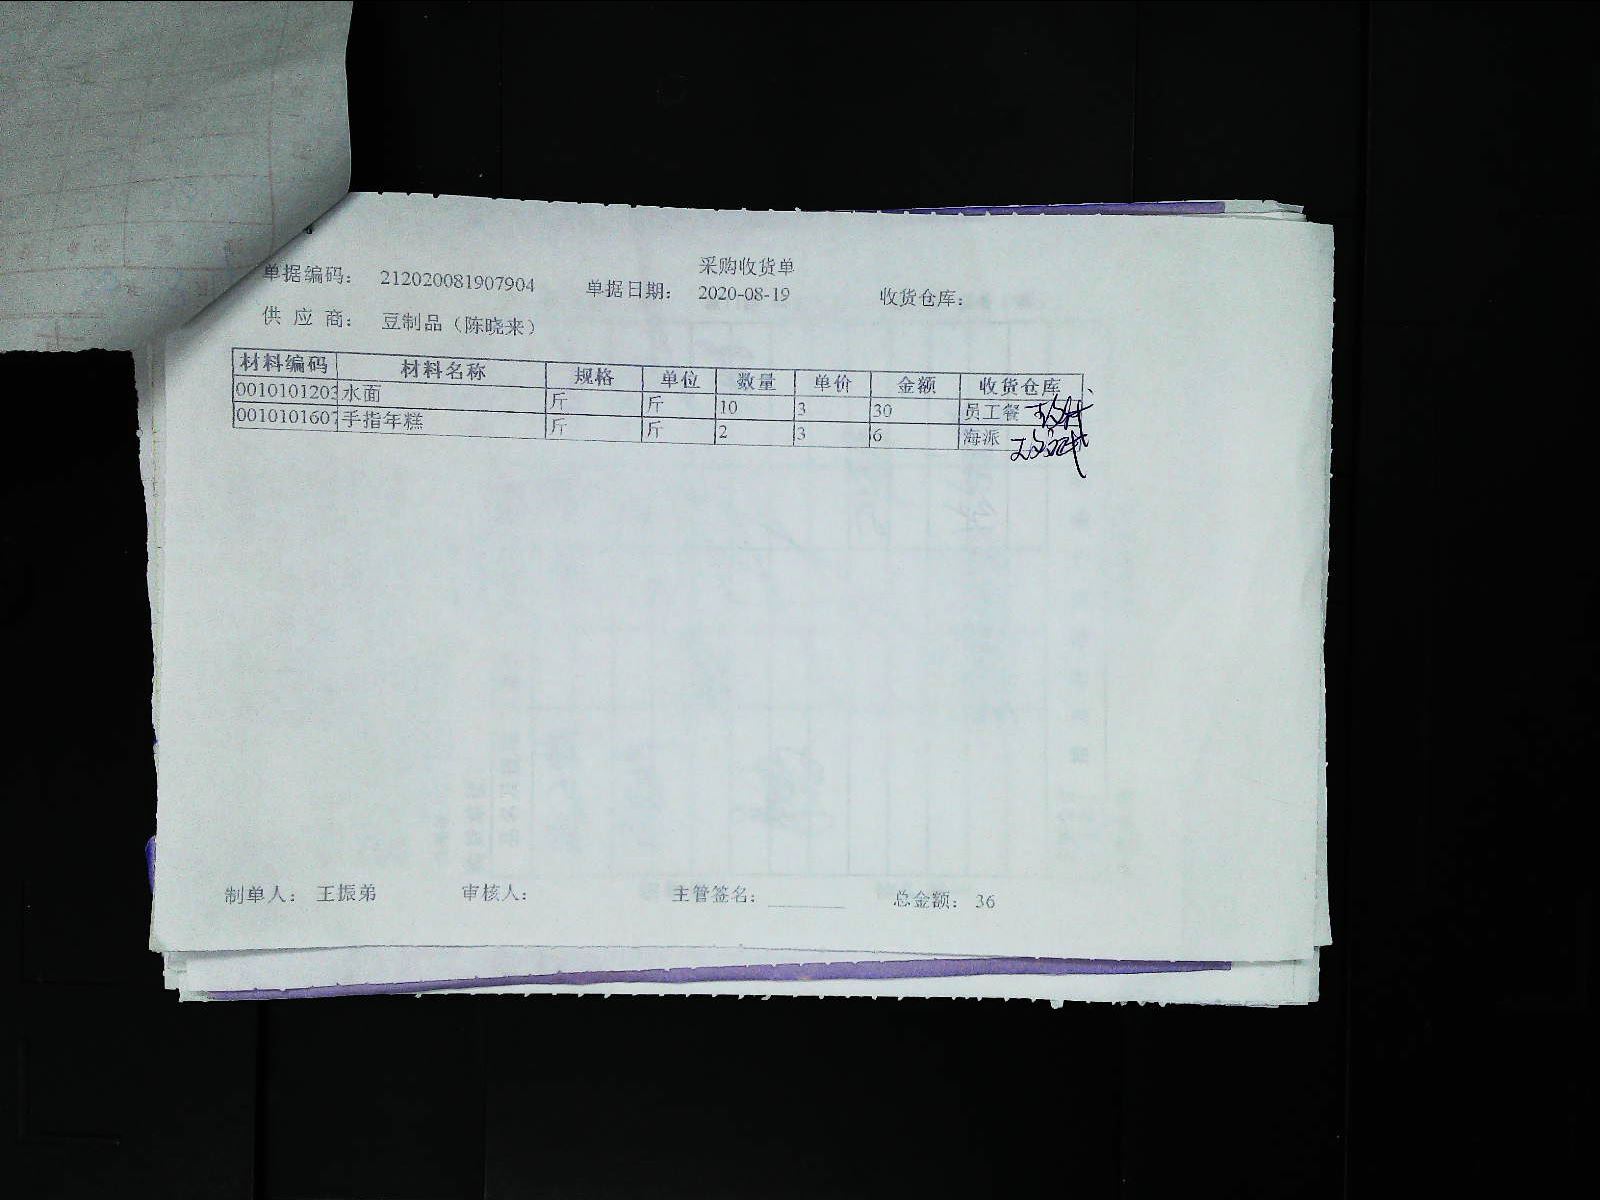 采购收货单
单据编码： 212020081907904 单据日期： 2020-08-19 收货仓库：
供 应 商： 豆制品（陈晓来）
材料编码 材料名称 规格 单位 数量 单价 金额 收货仓库
0010101203 水面 斤 斤 10 3 30 员工餐
0010101607 手指年糕 斤 斤 2 3 6 海派
制单人： 王振弟 审核人： 主管签名： 总金额： 36